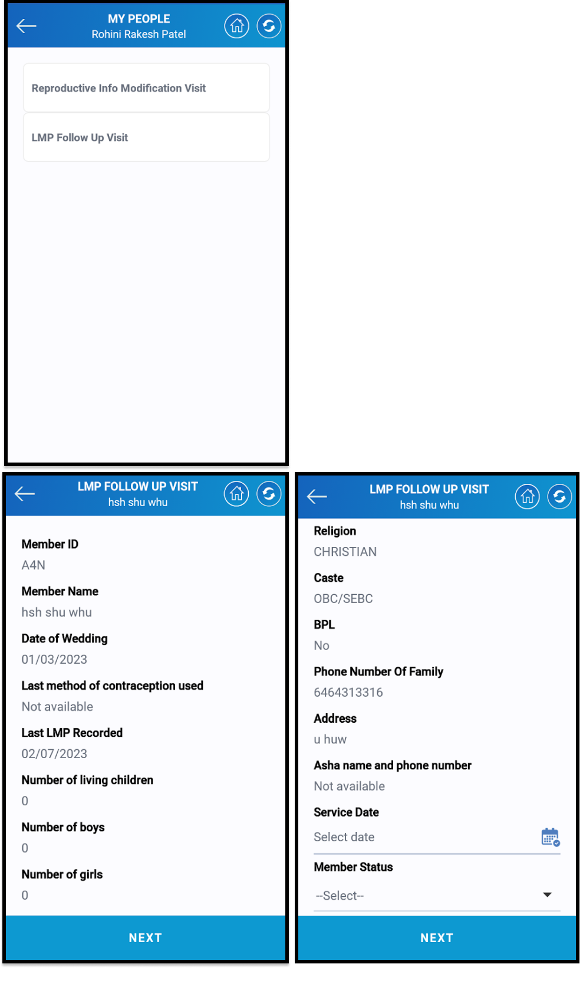 MY PEOPLE
Rohini Rakesh Patel
Reproductive Info Modification Visit
LMP Follow Up Visit
LMP FOLLOW UP VISIT
hsh shu whu
Member ID
A4N
Member Name
hsh shu whu
Date of Wedding
01/03/2023
Last method of contraception used
Not available
Last LMP Recorded
02/07/2023
Number of living children
0
Number of boys
0
Number of girls
0
NEXT
LMP FOLLOW UP VISIT
hsh shu whu
Religion
CHRISTIAN
Caste
OBC/SEBC
BPL
No
Phone Number Of Family
6464313316
Address
u huw
Asha name and phone number
Not available
Service Date
Select date
Member Status
--Select--
NEXT